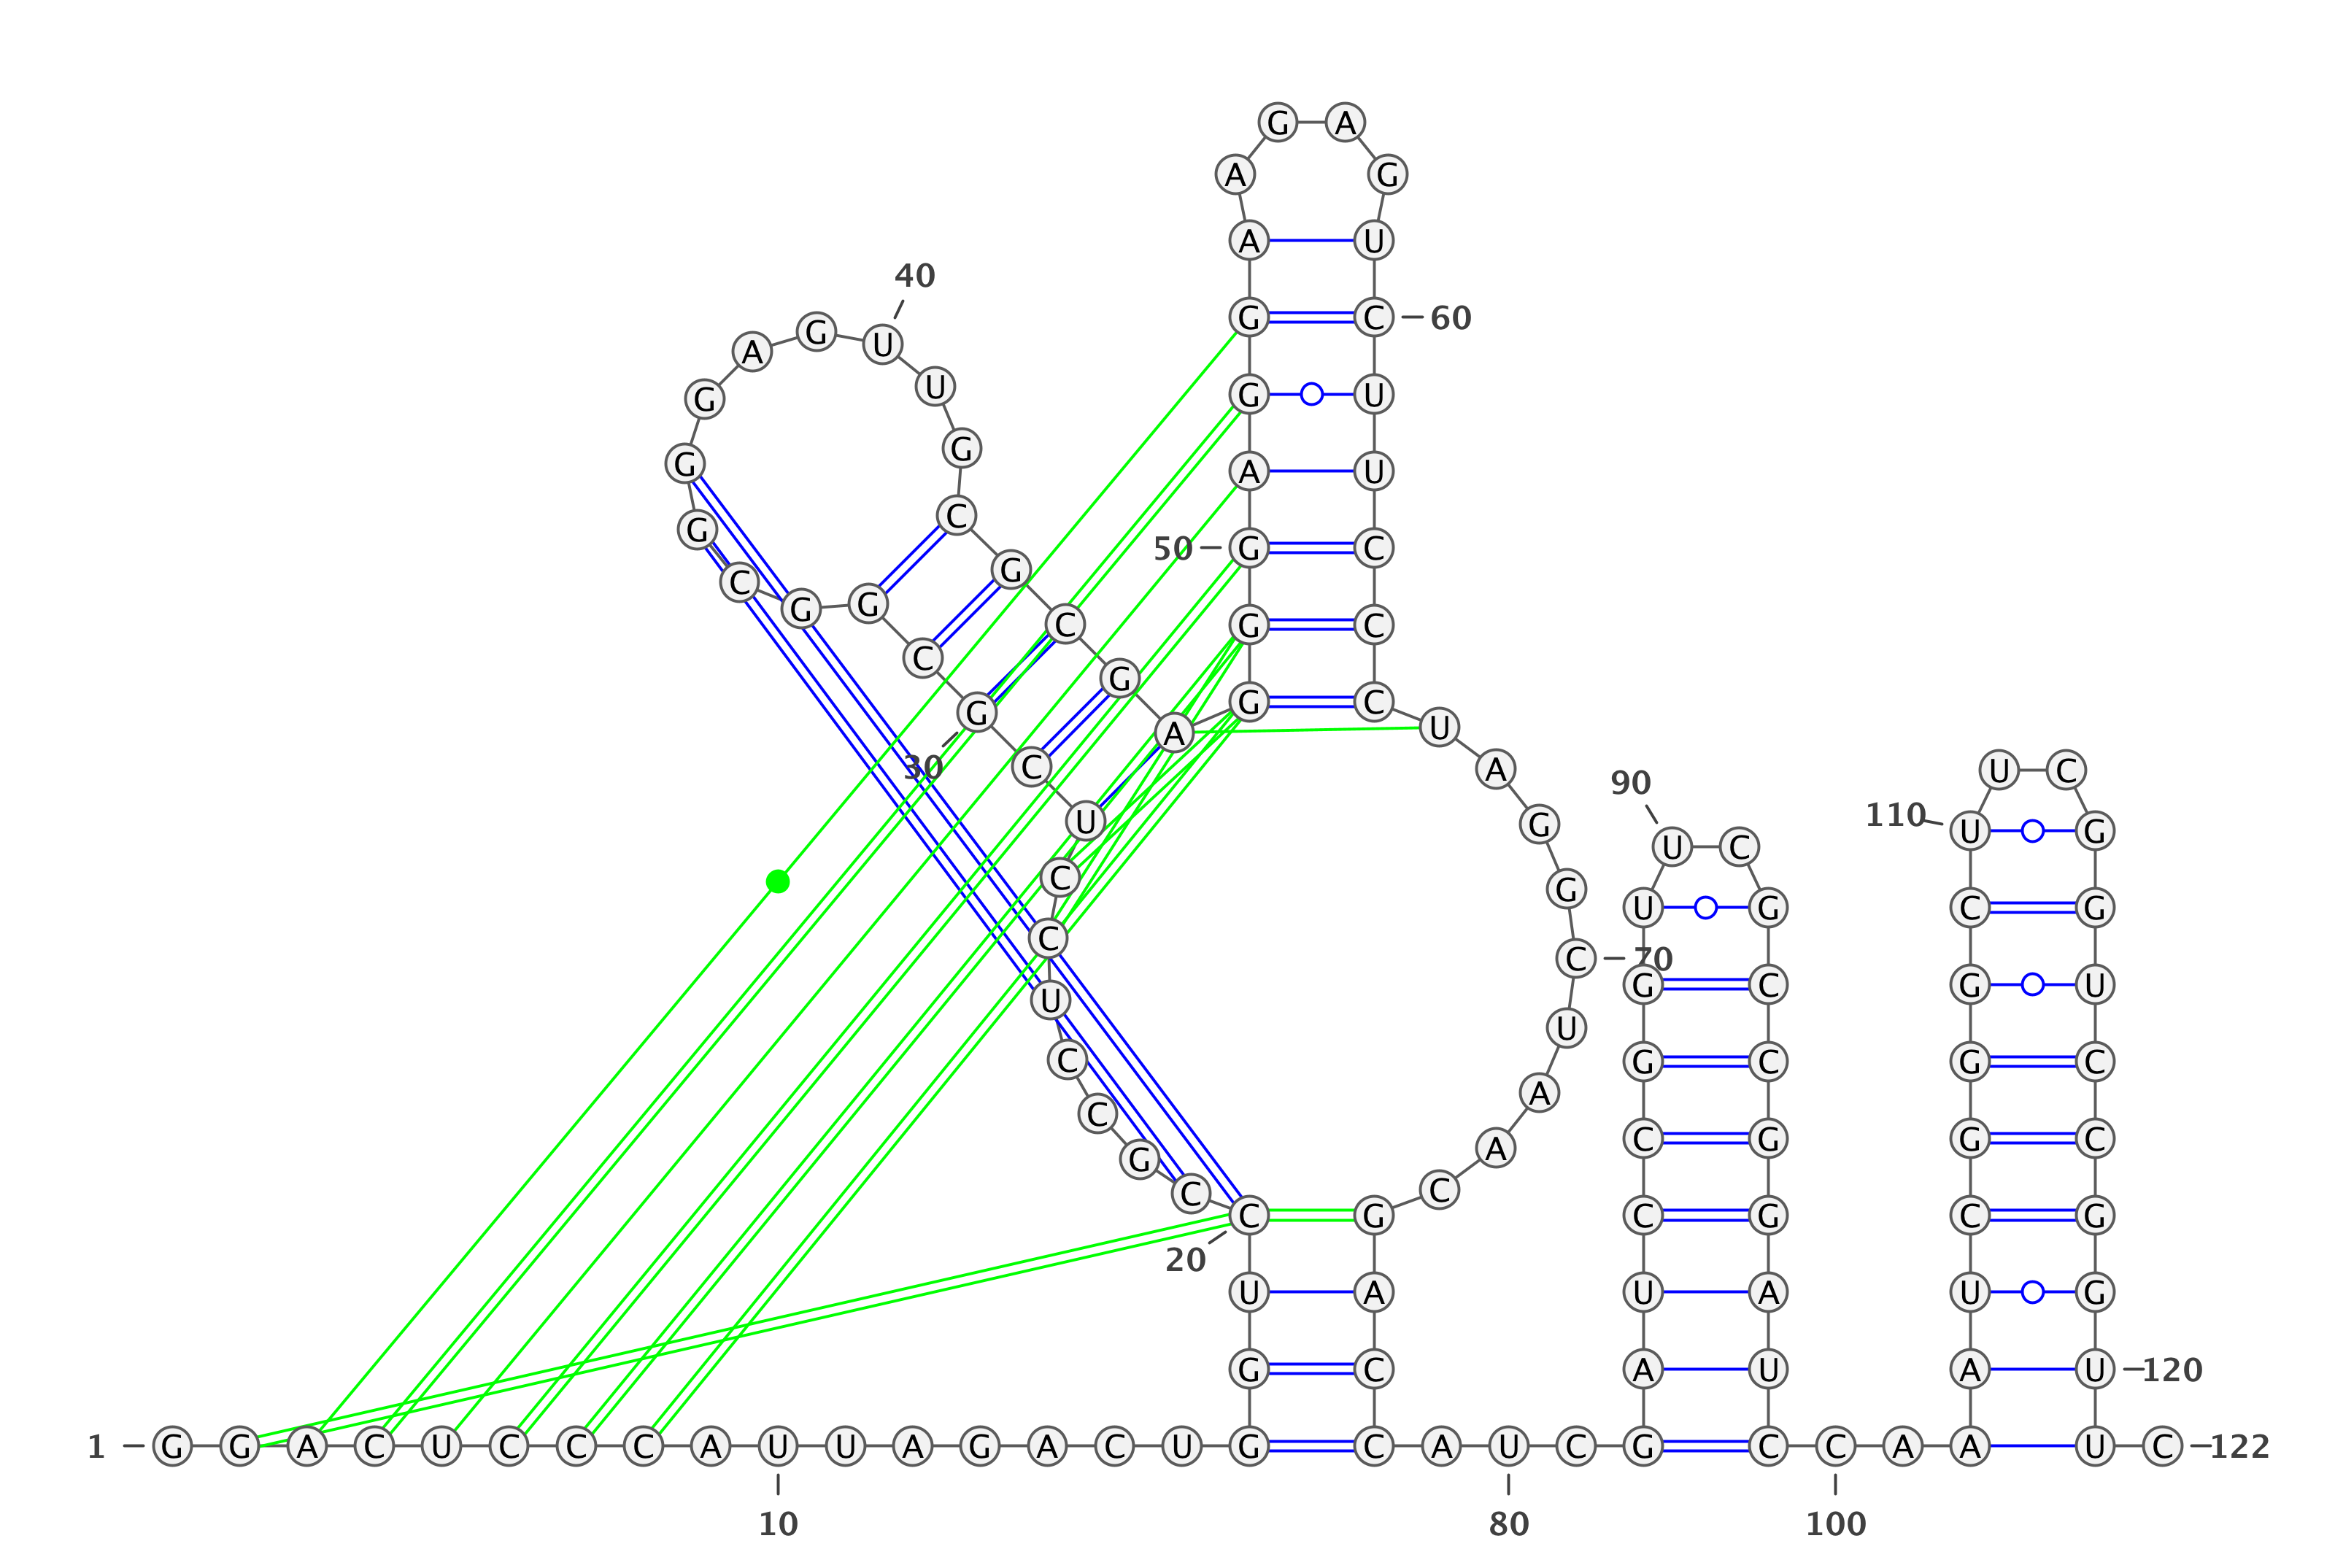 G A
A G
A U
40
A G U G C 60
G U G U
G G A U
G C 50 G C
C G
G G C G C
C G
G G C
A U
30 C A 90 U C
U G 110 U G
U C
C G
U G C G
C C 70
U G C G U
U
C G C G C
A
C
G A C G G C
C C
C G C G C G
20
U A U A U G
G C A U A U 120
1 G G A C U C C C A U U A G A C U G C A U C G C C A A U C 122
10 80 100